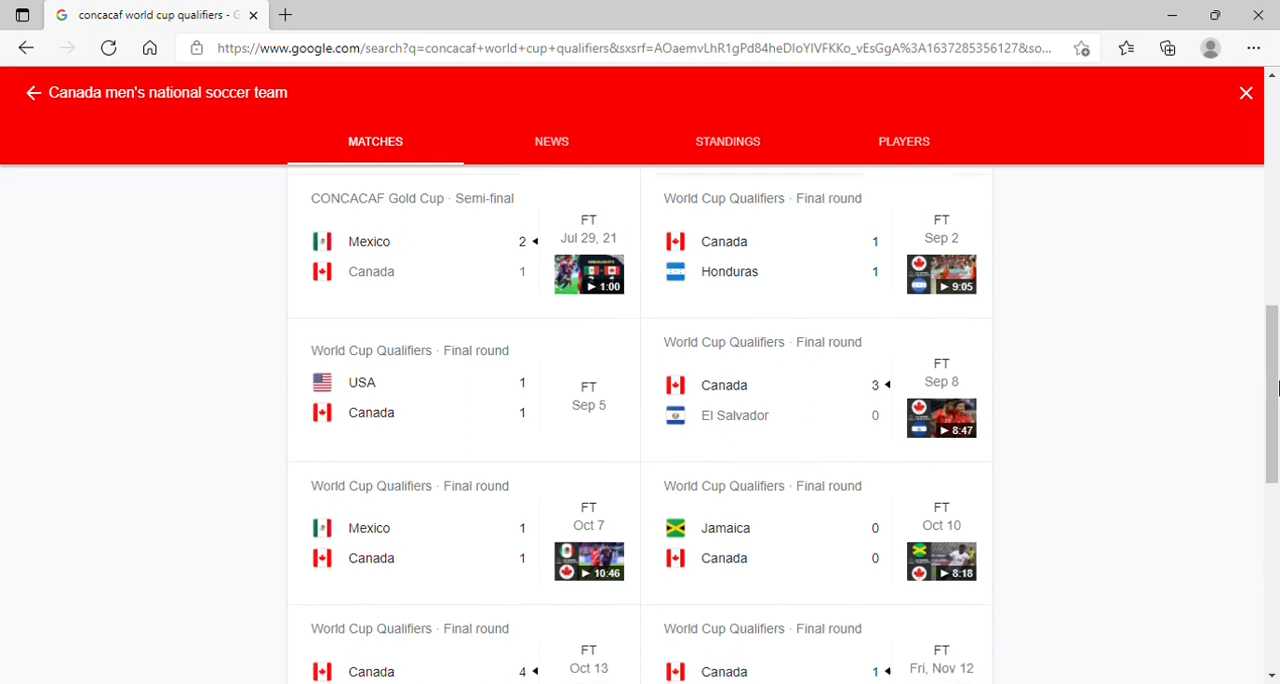 concacaf world cup qualifiers - G
https://www.google.com/search?q=concacaf+world+cup+qualifiers&sxsrf=AOaemvLhR1gPd84heDIoYIVFKKo_vEsGgA%3A1637285356127&so...
Canada men's national soccer team
MATCHES
NEWS
STANDINGS
PLAYERS
CONCACAF Gold Cup · Semi-final
Mexico 2
Canada 1
FT
Jul 29, 21
1:00
World Cup Qualifiers · Final round
Canada 1
Honduras 1
FT
Sep 2
9:05
World Cup Qualifiers · Final round
USA 1
Canada 1
FT
Sep 5
World Cup Qualifiers · Final round
Canada 3
El Salvador 0
FT
Sep 8
8:47
World Cup Qualifiers · Final round
Mexico 1
Canada 1
FT
Oct 7
10:46
World Cup Qualifiers · Final round
Jamaica 0
Canada 0
FT
Oct 10
8:18
World Cup Qualifiers · Final round
Canada 4
FT
Oct 13
World Cup Qualifiers · Final round
Canada 1
FT
Fri, Nov 12